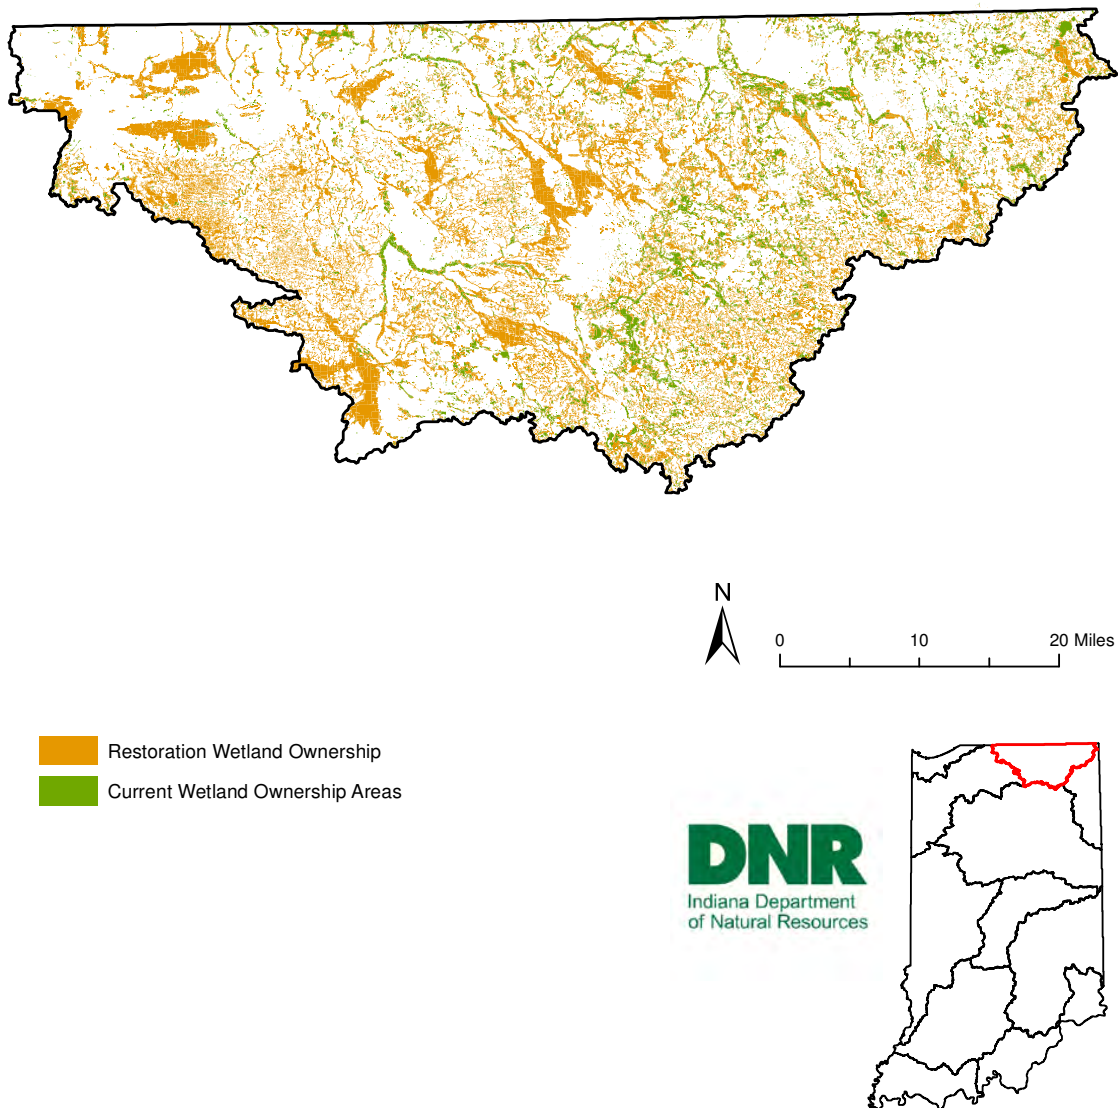 N
0 10 20 Miles
Restoration Wetland Ownership
Current Wetland Ownership Areas
DNR
Indiana Department
of Natural Resources